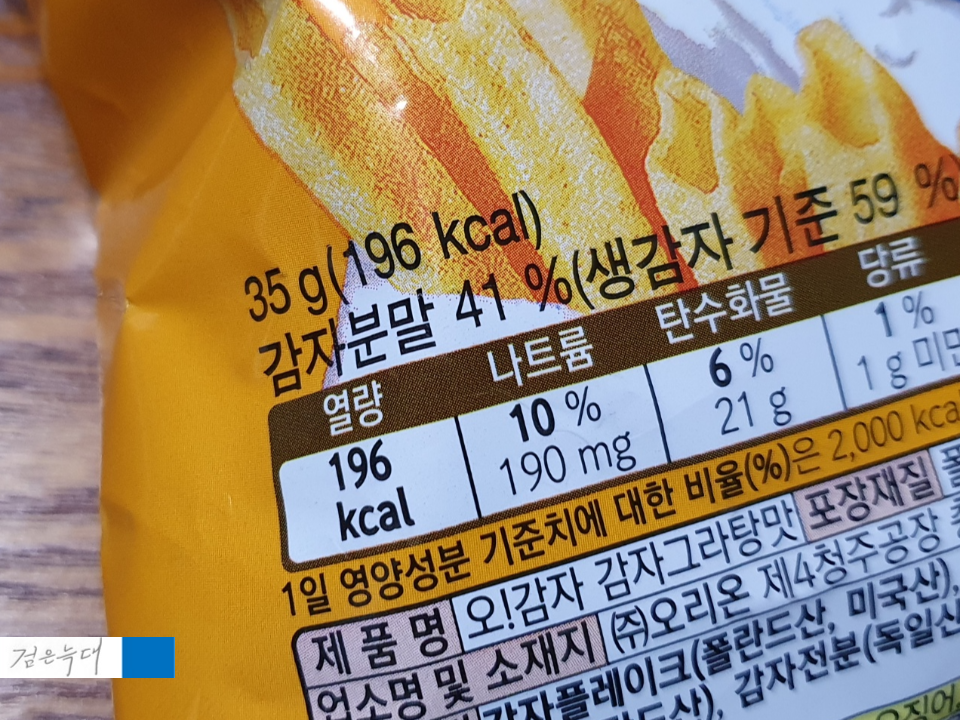 35 g(196 kcal)
감자분말 41 %(생감자 기준 59 %
열량 나트륨 탄수화물 당류
196 kcal 10 % 190 mg 6 % 21 g 1 % 1 g 미만
1일 영양성분 기준치에 대한 비율(%)은 2,000 kcal
제품명 오!감자 감자그라탕맛 포장재질
업소명 및 소재지 (주)오리온 제4청주공장
감자플레이크(폴란드산, 미국산),
감자전분(독일산
검은늑대